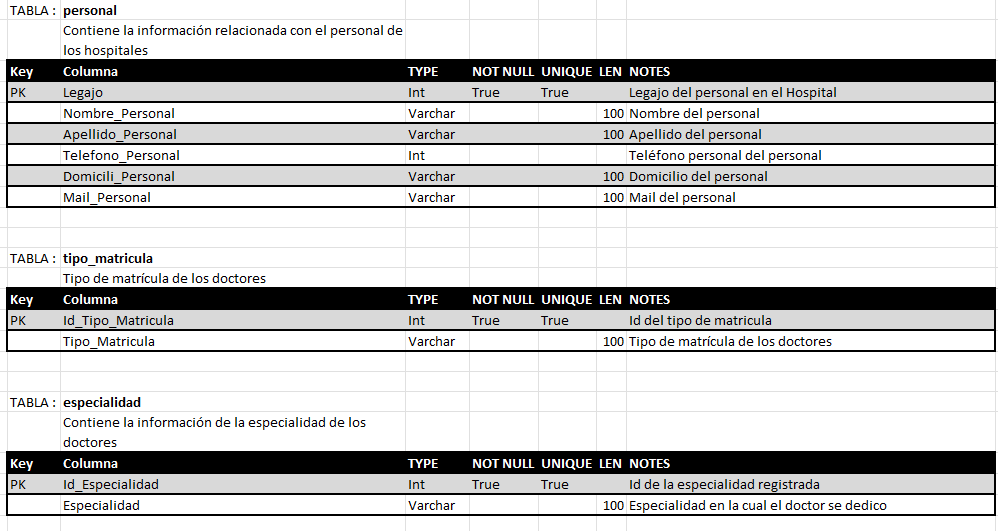 TABLA : personal
Contiene la información relacionada con el personal de
los hospitales
Key Columna TYPE NOT NULL UNIQUE LEN NOTES
PK Legajo Int True True Legajo del personal en el Hospital
Nombre_Personal Varchar 100 Nombre del personal
Apellido_Personal Varchar 100 Apellido del personal
Telefono_Personal Int Teléfono personal del personal
Domicili_Personal Varchar 100 Domicilio del personal
Mail_Personal Varchar 100 Mail del personal
TABLA : tipo_matricula
Tipo de matrícula de los doctores
Key Columna TYPE NOT NULL UNIQUE LEN NOTES
PK Id_Tipo_Matricula Int True True Id del tipo de matricula
Tipo_Matricula Varchar 100 Tipo de matrícula de los doctores
TABLA : especialidad
Contiene la información de la especialidad de los
doctores
Key Columna TYPE NOT NULL UNIQUE LEN NOTES
PK Id_Especialidad Int True True Id de la especialidad registrada
Especialidad Varchar 100 Especialidad en la cual el doctor se dedico